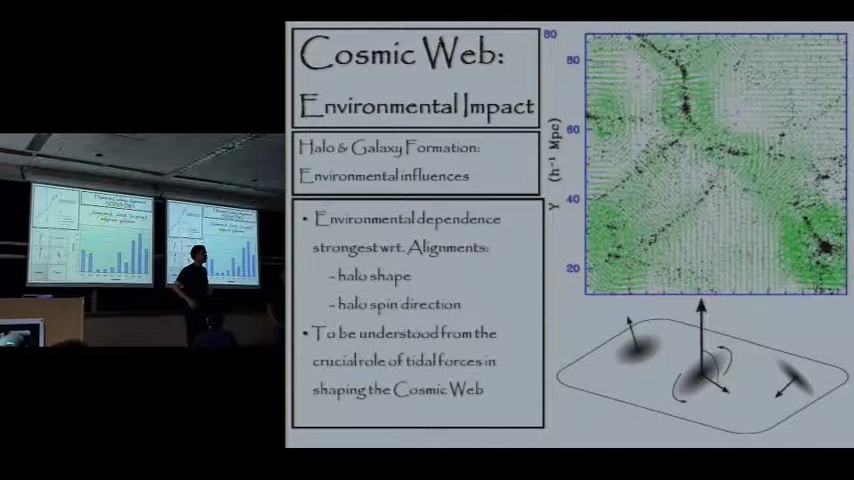 Cosmic Web:
Environmental Impact
Halo & Galaxy Formation:
Environmental influences
• Environmental dependence
strongest wrt. Alignments:
- halo shape
- halo spin direction
• To be understood from the
crucial role of tidal forces in
shaping the Cosmic Web
80
80
60
40
20
Y (h⁻¹ Mpc)